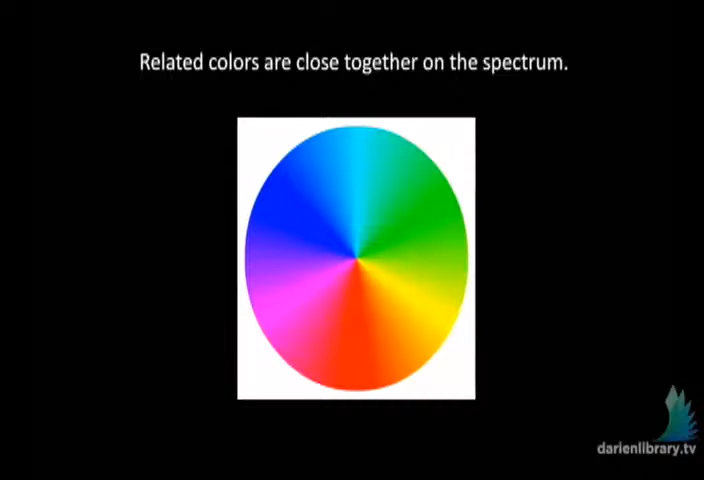 Related colors are close together on the spectrum.
darienlibrary.tv